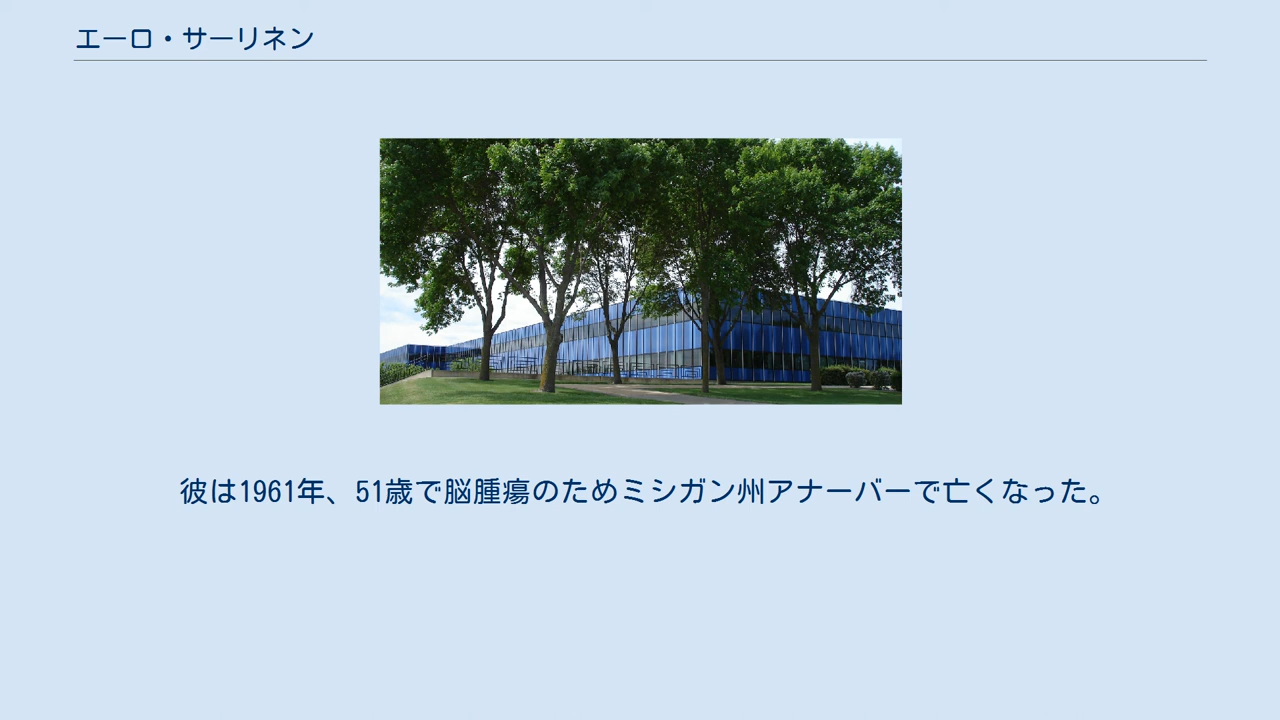 エーロ・サーリネン
彼は1961年、51歳で脳腫瘍のためミシガン州アナーバーで亡くなった。